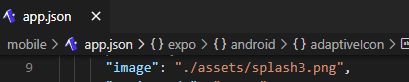 app.json ×
mobile > app.json > {} expo > {} android > {} adaptiveIcon >
9 "image": "./assets/splash3.png",